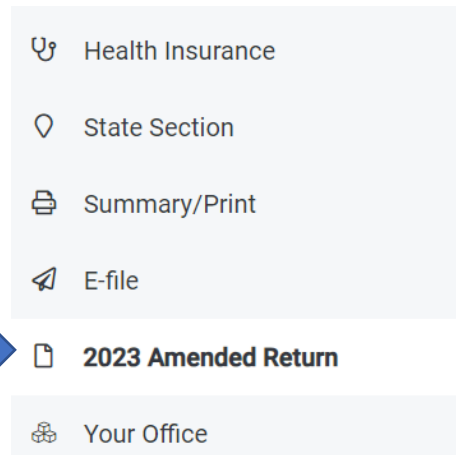 Health Insurance
State Section
Summary/Print
E-file
2023 Amended Return
Your Office